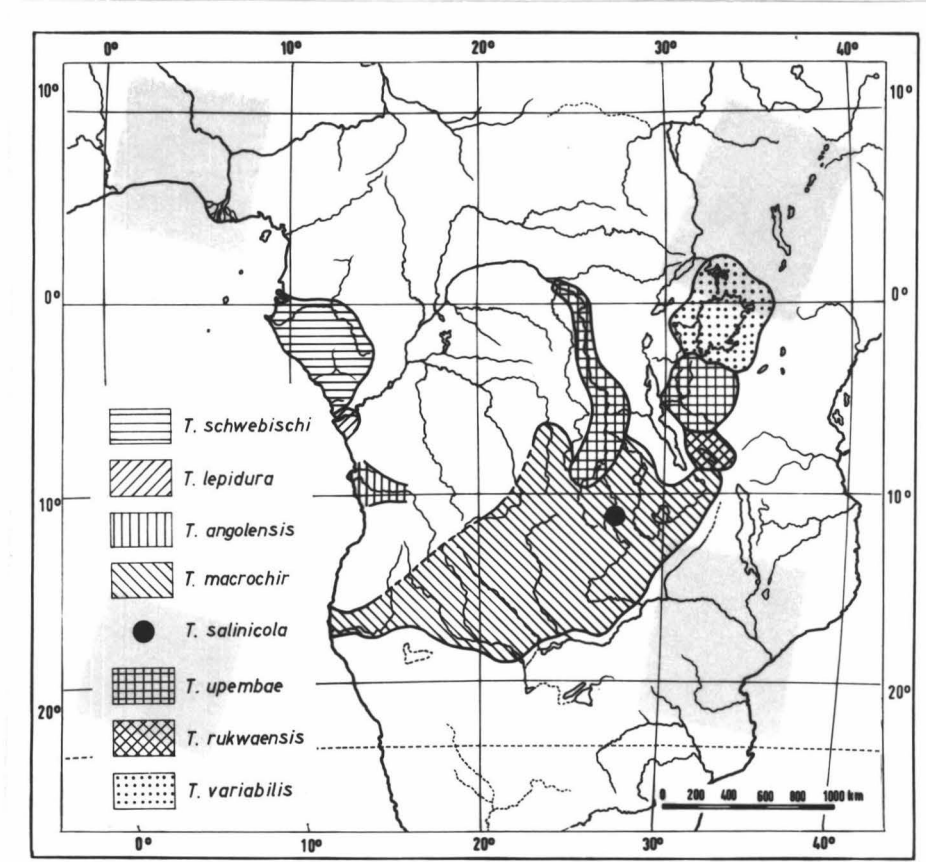 0° 10° 20° 30° 40°
10° 10°
0° 0°
T. schwebischi
T. lepidura
10° 10°
T. angolensis
T. macrochir
T. salinicola
T. upembae
20° 20°
T. rukwaensis
T. variabilis
0 200 400 600 800 1000 km
0° 10° 20° 30° 40°